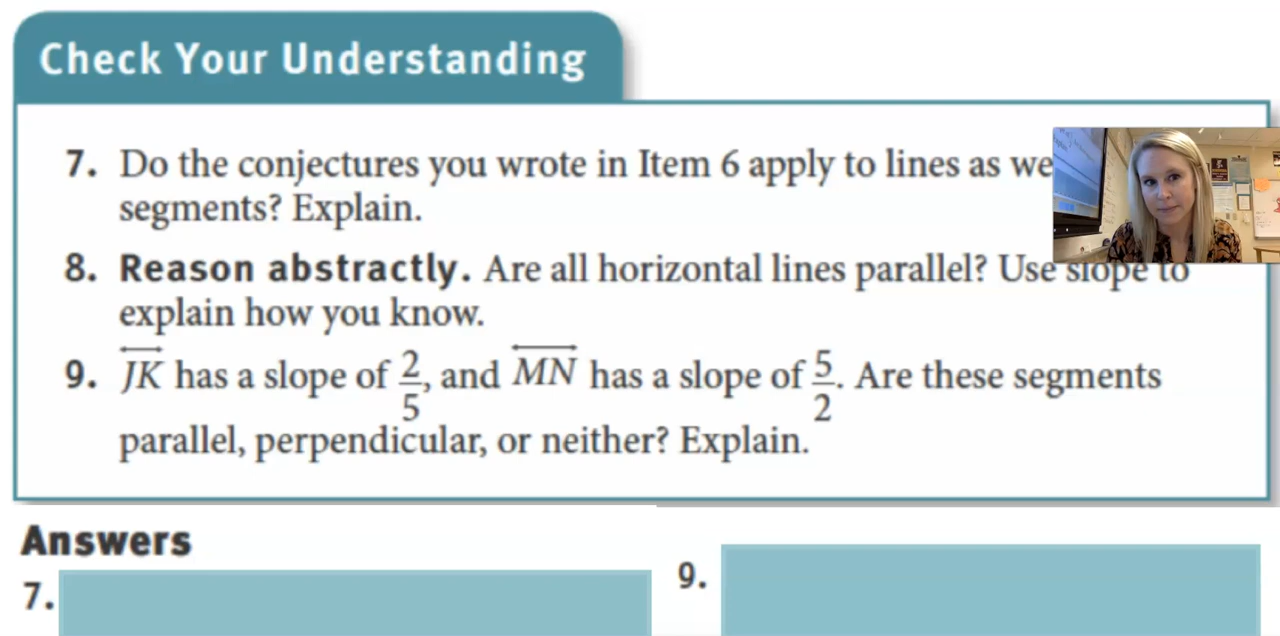 Check Your Understanding
7. Do the conjectures you wrote in Item 6 apply to lines as
segments? Explain.
8. Reason abstractly. Are all horizontal lines parallel? Use slope to
explain how you know.
9. JK has a slope of 2/5, and MN has a slope of 5/2. Are these segments
parallel, perpendicular, or neither? Explain.
Answers
7.
9.